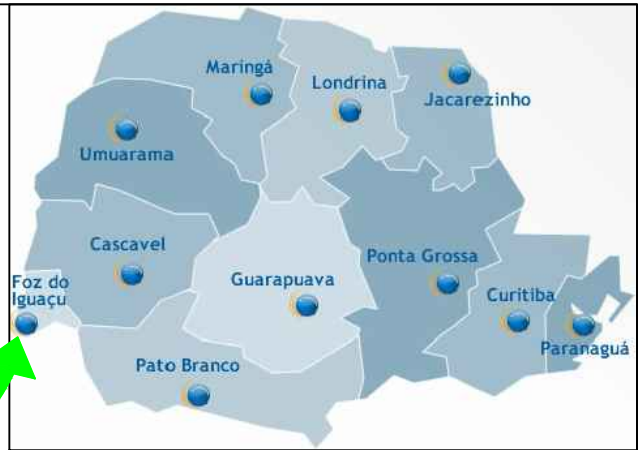 Maringá
Londrina
Jacarezinho
Umuarama
Cascavel
Guarapuava
Ponta Grossa
Foz do
Iguaçu
Curitiba
Paranaguá
Pato Branco